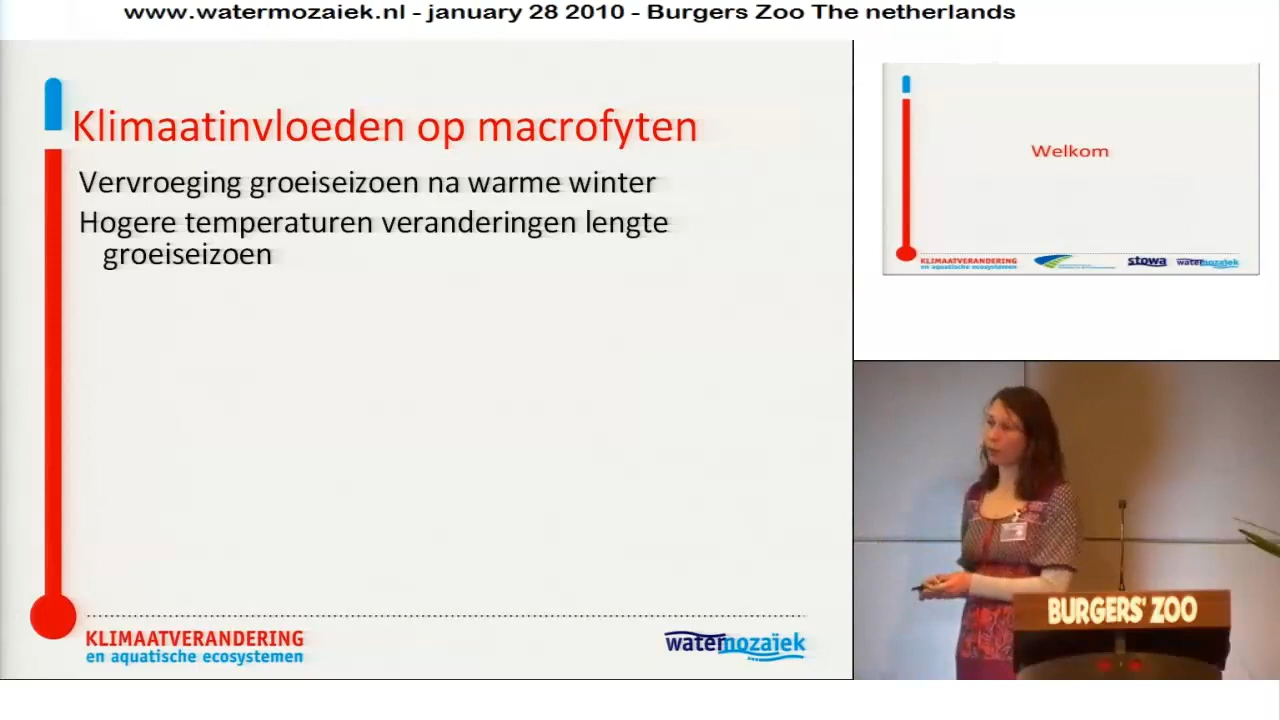 www.watermozaiek.nl - january 28 2010 - Burgers Zoo The netherlands
Klimaatinvloeden op macrofyten
Vervroeging groeiseizoen na warme winter
Hogere temperaturen veranderingen lengte
groeiseizoen
KLIMAATVERANDERING
en aquatische ecosystemen
watermozaïek
Welkom
KLIMAATVERANDERING
en aquatische ecosystemen
stowa
watermozaïek
BURGERS' ZOO